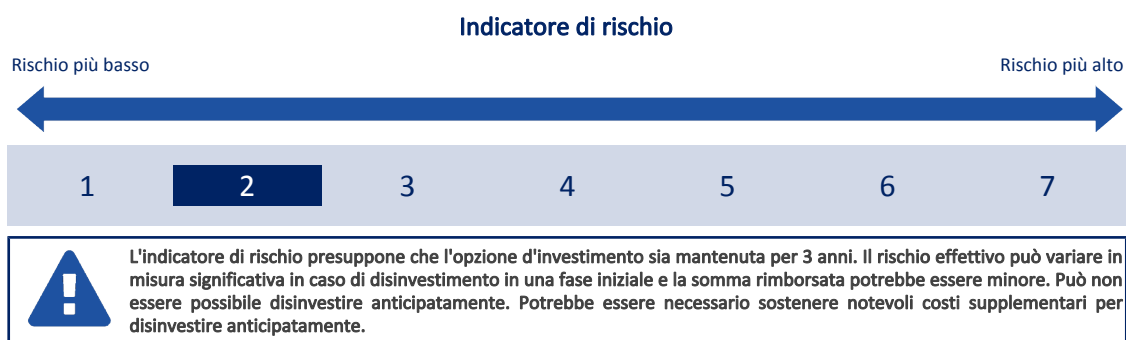 Indicatore di rischio
Rischio più basso
Rischio più alto
1 2 3 4 5 6 7
L'indicatore di rischio presuppone che l'opzione d'investimento sia mantenuta per 3 anni. Il rischio effettivo può variare in
misura significativa in caso di disinvestimento in una fase iniziale e la somma rimborsata potrebbe essere minore. Può non
essere possibile disinvestire anticipatamente. Potrebbe essere necessario sostenere notevoli costi supplementari per
disinvestire anticipatamente.